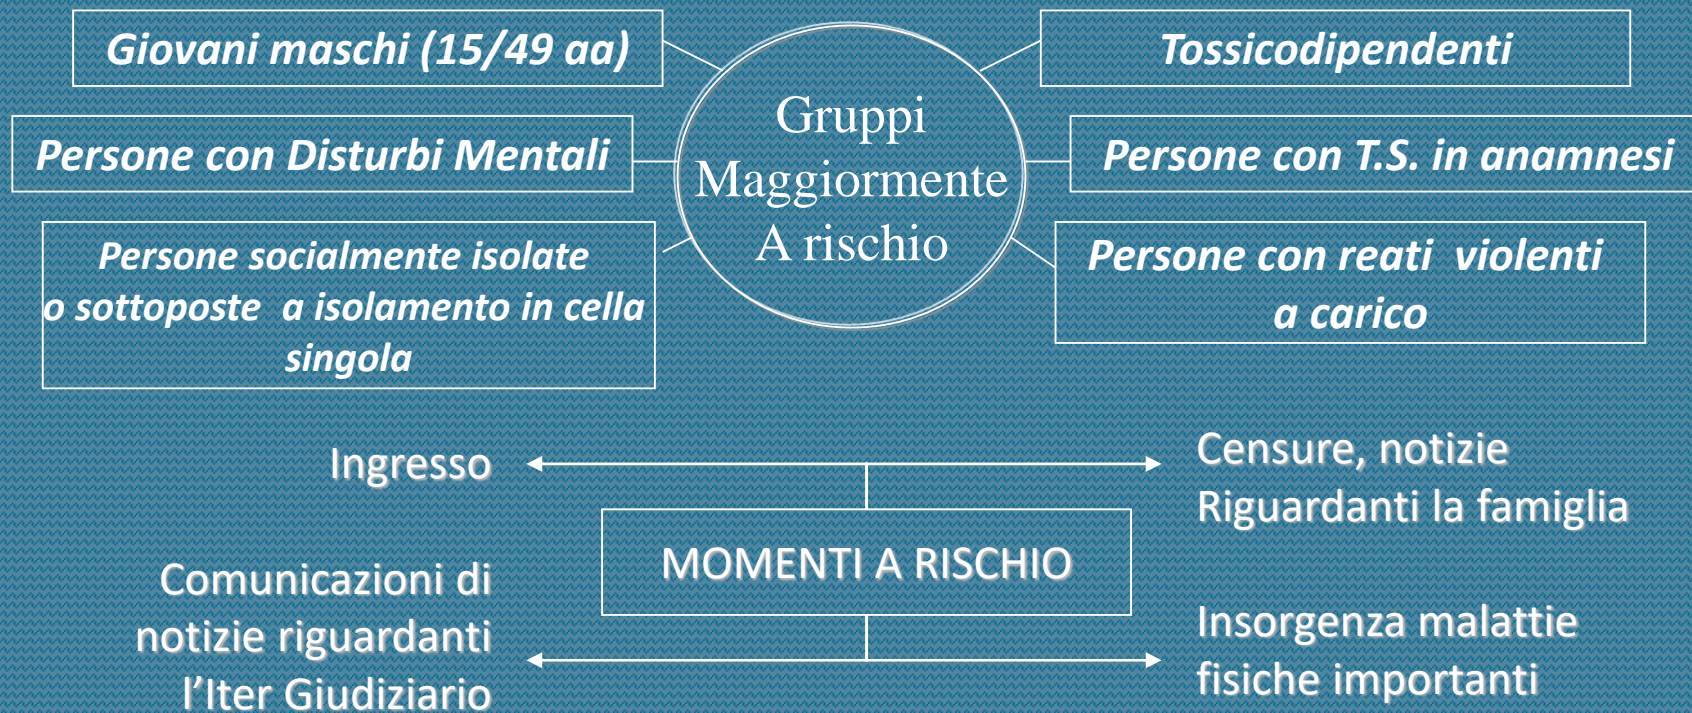 Giovani maschi (15/49 aa)
Tossicodipendenti
Gruppi
Maggiormente
A rischio
Persone con Disturbi Mentali
Persone con T.S. in anamnesi
Persone socialmente isolate
o sottoposte a isolamento in cella
singola
Persone con reati violenti
a carico
Ingresso
Censure, notizie
Riguardanti la famiglia
MOMENTI A RISCHIO
Comunicazioni di
notizie riguardanti
l’Iter Giudiziario
Insorgenza malattie
fisiche importanti